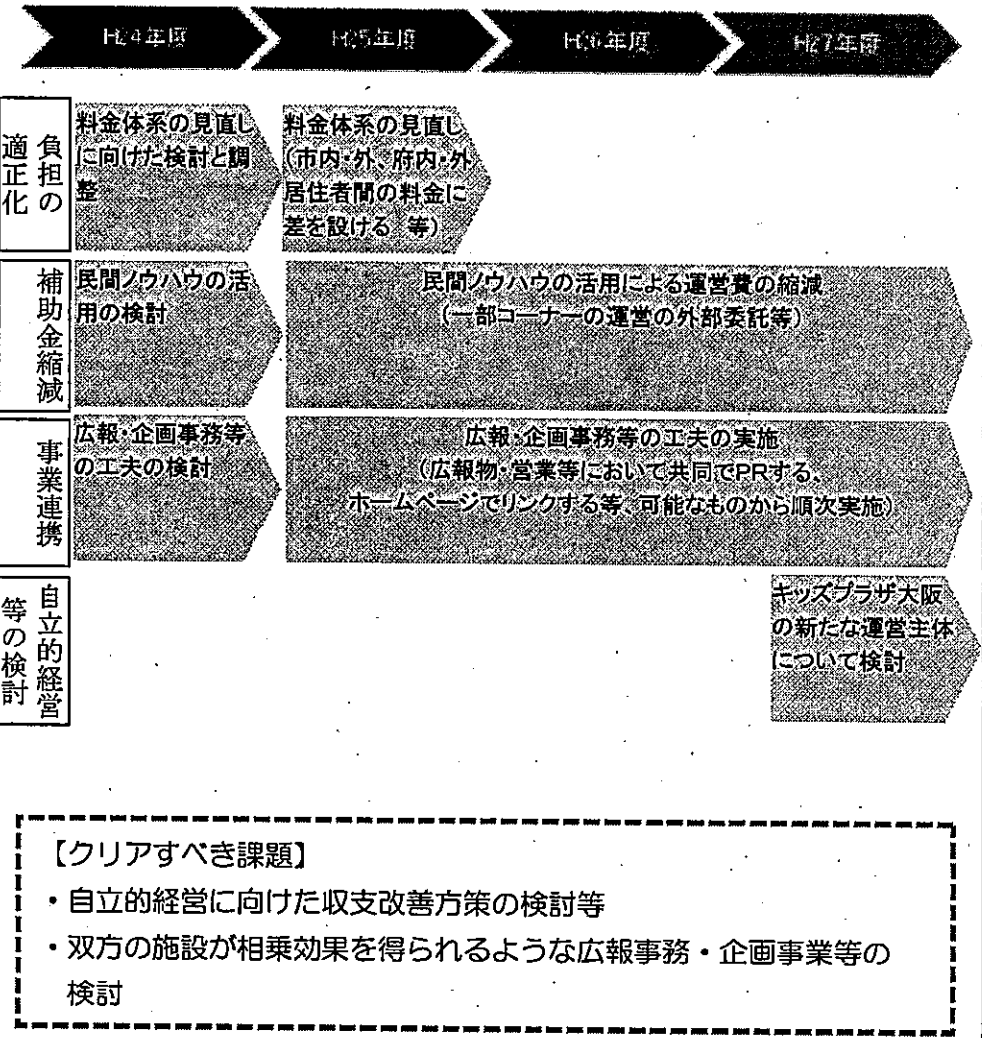 H24年度
H25年度
H26年度
H27年度
負担の
適正化
料金体系の見直し
に向けた検討と調
整
料金体系の見直し
(市内・外、府内・外
居住者間の料金に
差を設ける 等)
補助金縮減
民間ノウハウの活
用の検討
民間ノウハウの活用による運営費の縮減
(一部コーナーの運営の外部委託等)
事業連携
広報・企画事務等
の工夫の検討
広報・企画事務等の工夫の実施
(広報物・営業等において共同でPRする、
ホームページでリンクする等、可能なものから順次実施)
自立的経営
等の検討
キッズプラザ大阪
の新たな運営主体
について検討
【クリアすべき課題】
・自立的経営に向けた収支改善方策の検討等
・双方の施設が相乗効果を得られるような広報事務・企画事業等の
検討